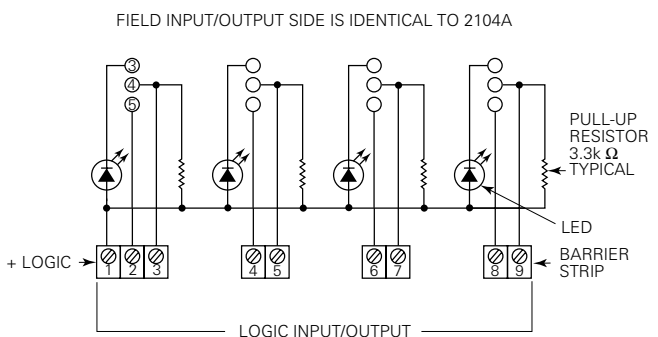 FIELD INPUT/OUTPUT SIDE IS IDENTICAL TO 2104A
3
4
5
PULL-UP
RESISTOR
3.3k Ω
TYPICAL
LED
+ LOGIC
1 2 3
4 5
6 7
8 9
BARRIER
STRIP
LOGIC INPUT/OUTPUT